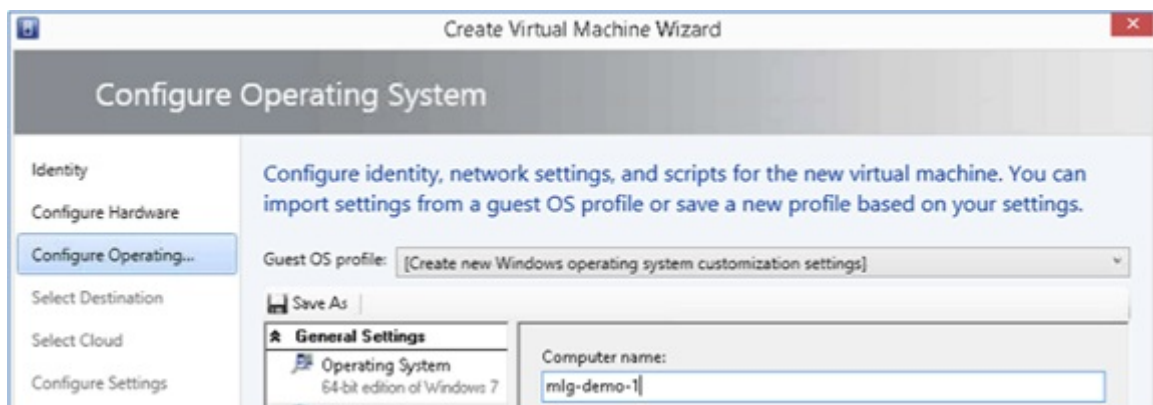 Create Virtual Machine Wizard
Configure Operating System
Identity
Configure Hardware
Configure Operating...
Select Destination
Select Cloud
Configure Settings
Configure identity, network settings, and scripts for the new virtual machine. You can
import settings from a guest OS profile or save a new profile based on your settings.
Guest OS profile: [Create new Windows operating system customization settings]
Save As
General Settings
Operating System
64-bit edition of Windows 7
Computer name:
mlg-demo-1